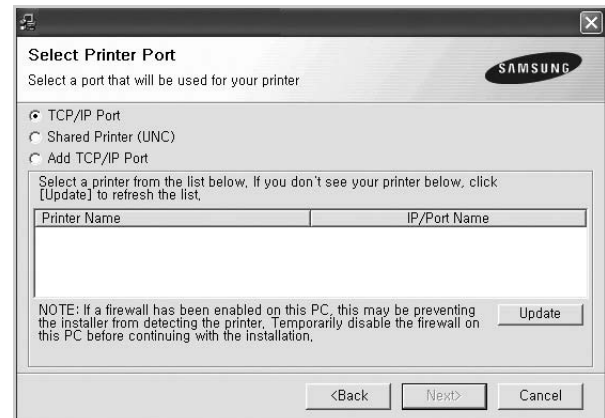 Select Printer Port
Select a port that will be used for your printer
SAMSUNG
TCP/IP Port
Shared Printer (UNC)
Add TCP/IP Port
Select a printer from the list below, If you don't see your printer below, click
[Update] to refresh the list,
Printer Name IP/Port Name
NOTE: If a firewall has been enabled on this PC, this may be preventing
the installer from detecting the printer, Temporarily disable the firewall on
this PC before continuing with the installation,
Update
<Back Next> Cancel